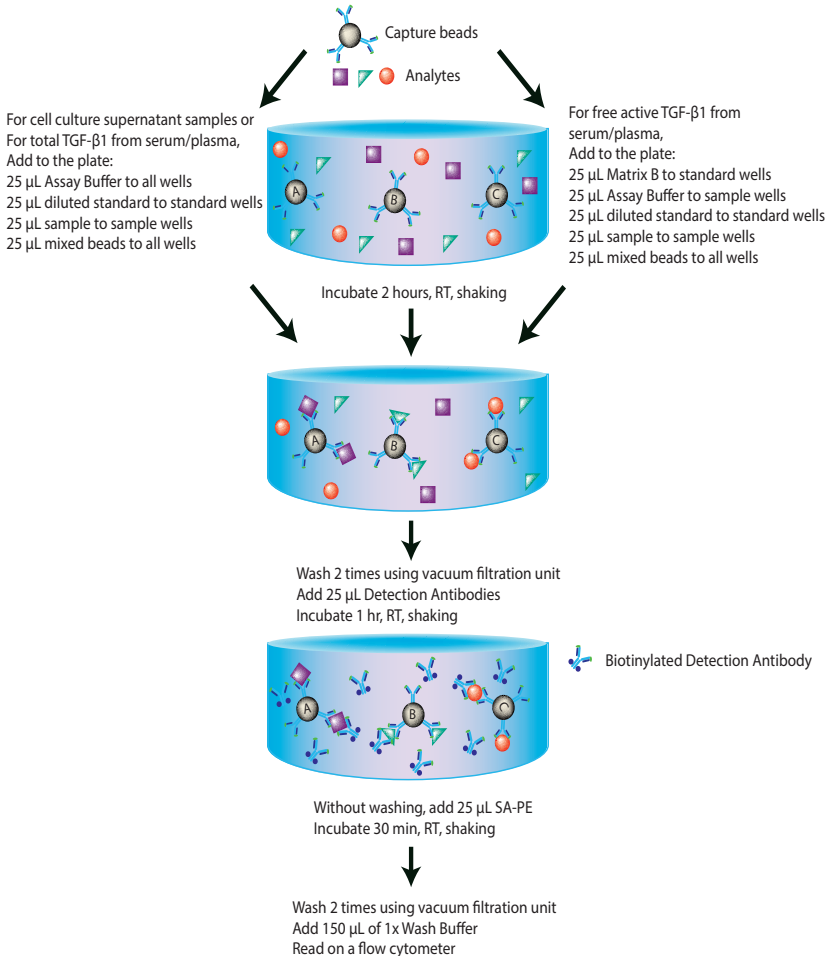 Capture beads
Analytes
For cell culture supernatant samples or
For total TGF-β1 from serum/plasma,
Add to the plate:
25 µL Assay Buffer to all wells
25 µL diluted standard to standard wells
25 µL sample to sample wells
25 µL mixed beads to all wells
For free active TGF-β1 from
serum/plasma,
Add to the plate:
25 µL Matrix B to standard wells
25 µL Assay Buffer to sample wells
25 µL diluted standard to standard wells
25 µL sample to sample wells
25 µL mixed beads to all wells
A
B
C
Incubate 2 hours, RT, shaking
A
B
C
Wash 2 times using vacuum filtration unit
Add 25 µL Detection Antibodies
Incubate 1 hr, RT, shaking
Biotinylated Detection Antibody
A
B
C
Without washing, add 25 µL SA-PE
Incubate 30 min, RT, shaking
Wash 2 times using vacuum filtration unit
Add 150 µL of 1x Wash Buffer
Read on a flow cytometer